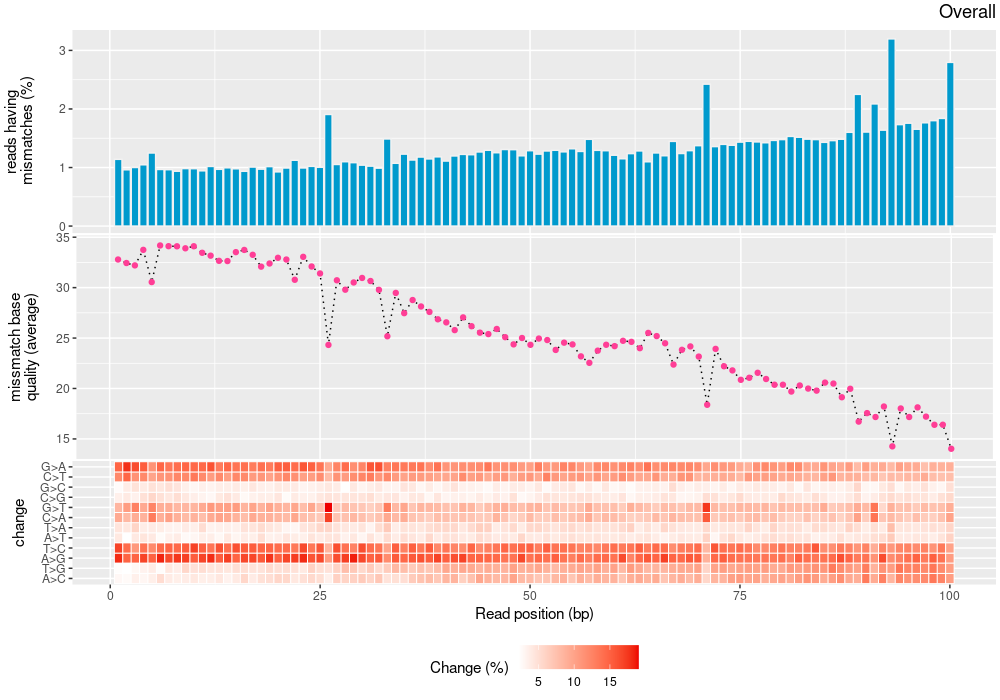 Overall
reads having
mismatches (%)
3
2
1
0
missmatch base
quality (average)
35
30
25
20
15
change
G>A
C>T
G>C
C>G
G>T
C>A
T>A
A>T
T>C
A>G
T>G
A>C
0 25 50 75 100
Read position (bp)
Change (%)
5 10 15